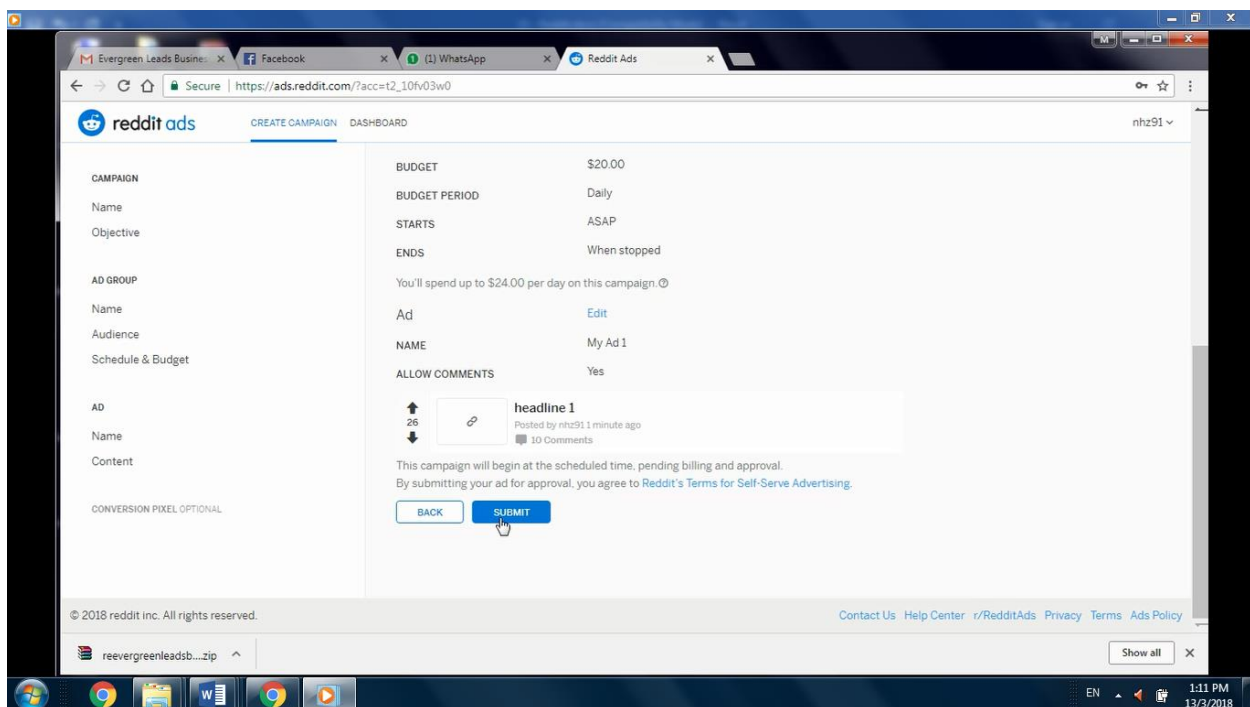 M Evergreen Leads Busines Facebook (1) WhatsApp Reddit Ads M
Secure https://ads.reddit.com/?acc=t2_10fv03w0
reddit ads CREATE CAMPAIGN DASHBOARD nhz91
CAMPAIGN
Name
Objective
AD GROUP
Name
Audience
Schedule & Budget
AD
Name
Content
CONVERSION PIXEL OPTIONAL
BUDGET $20.00
BUDGET PERIOD Daily
STARTS ASAP
ENDS When stopped
You'll spend up to $24.00 per day on this campaign.
Ad Edit
NAME My Ad 1
ALLOW COMMENTS Yes
26
headline 1
Posted by nhz91 1 minute ago
10 Comments
This campaign will begin at the scheduled time, pending billing and approval.
By submitting your ad for approval, you agree to Reddit's Terms for Self-Serve Advertising.
BACK SUBMIT
© 2018 reddit inc. All rights reserved. Contact Us Help Center r/RedditAds Privacy Terms Ads Policy
reevergreenleadsb....zip Show all
EN 1:11 PM
13/3/2018